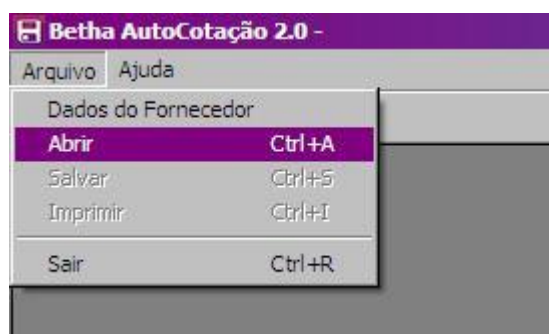 Betha AutoCotação 2.0 -
Arquivo Ajuda
Dados do Fornecedor
Abrir Ctrl+A
Salvar Ctrl+S
Imprimir Ctrl+I
Sair Ctrl+R